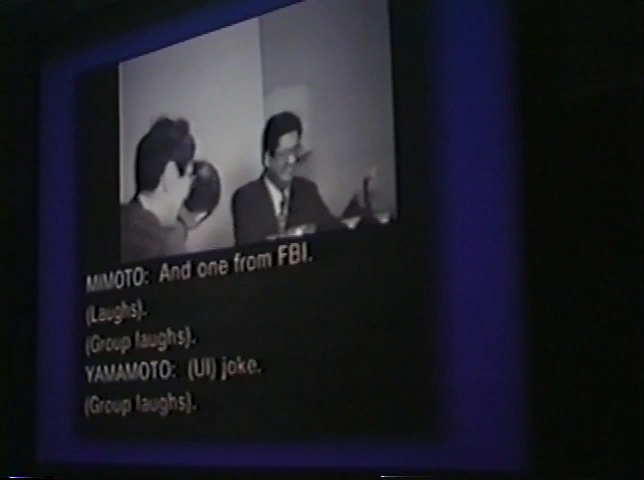 MIMOTO: And one from FBI.
(Laughs).
(Group laughs).
YAMAMOTO: (UI) joke.
(Group laughs).